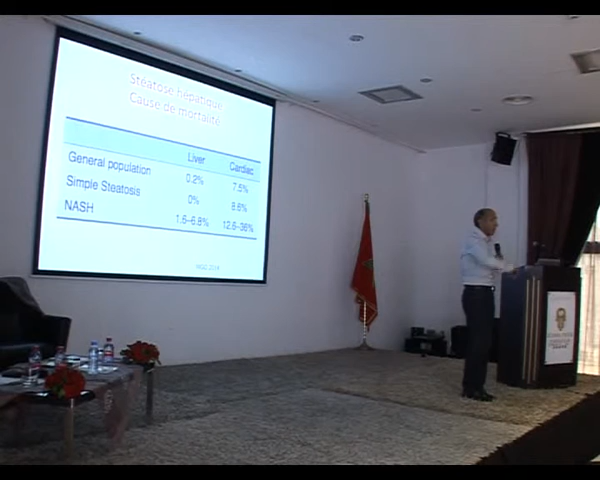 Stéatose hépatique
Cause de mortalité
Liver Cardiac
General population 0.2% 7.5%
Simple Steatosis 0% 8.6%
NASH 1.6–6.8% 12.6–36%